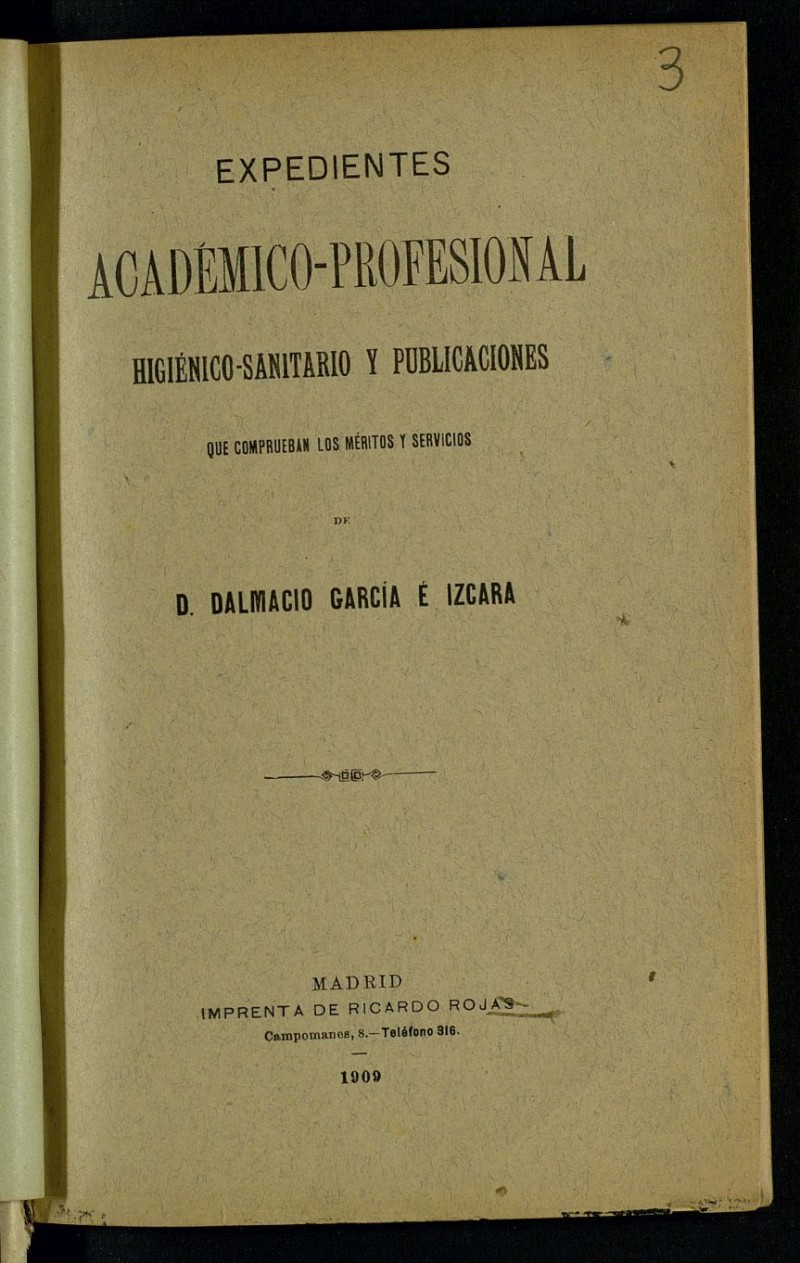 3
EXPEDIENTES
ACADÉMICO-PROFESIONAL
HIGIÉNICO-SANITARIO Y PUBLICACIONES
QUE COMPRUEBAN LOS MÉRITOS Y SERVICIOS
DE
D. DALMACIO GARCÍA É IZCARA
MADRID
IMPRENTA DE RICARDO ROJAS
Campomanes, 8.—Teléfono 316.
1909